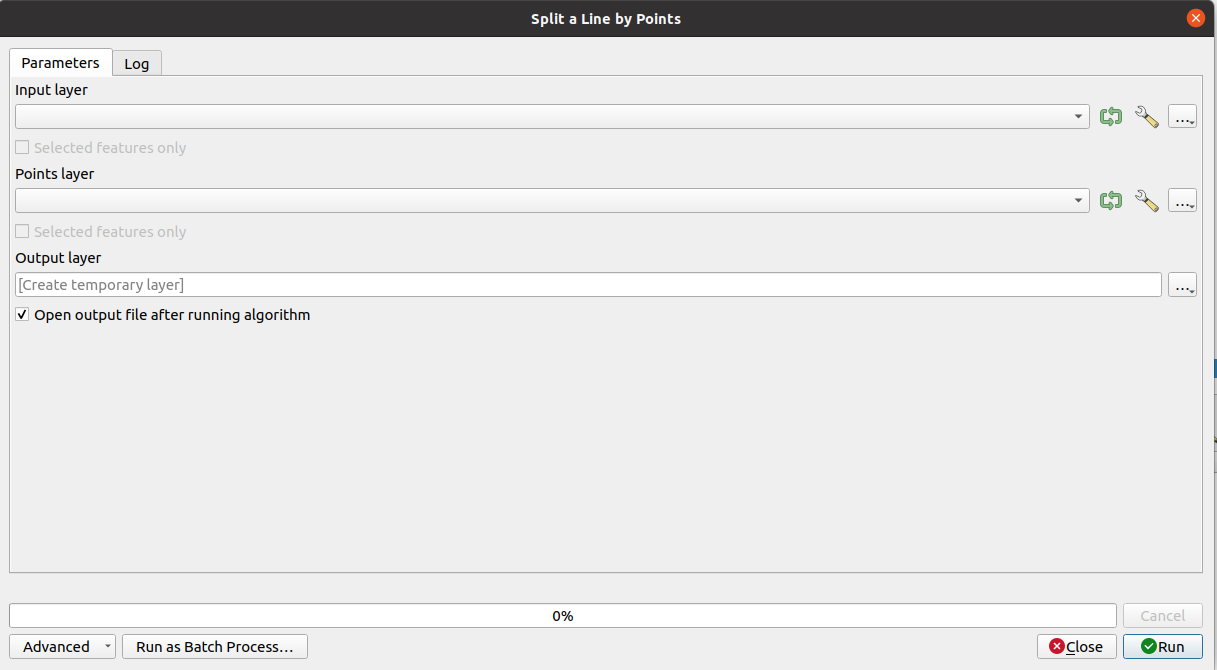 Split a Line by Points
Parameters
Log
Input layer
...
Selected features only
Points layer
...
Selected features only
Output layer
[Create temporary layer]
...
Open output file after running algorithm
0%
Cancel
Advanced
Run as Batch Process…
Close
Run